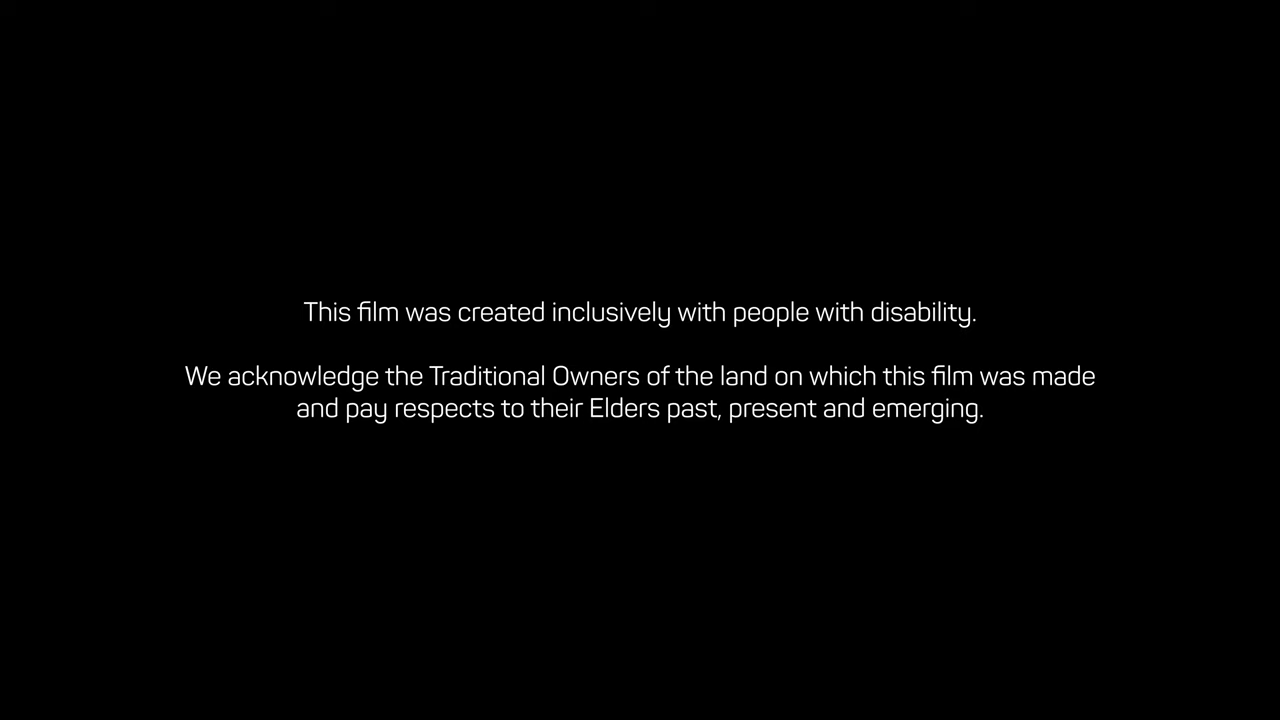 This film was created inclusively with people with disability.
We acknowledge the Traditional Owners of the land on which this film was made
and pay respects to their Elders past, present and emerging.